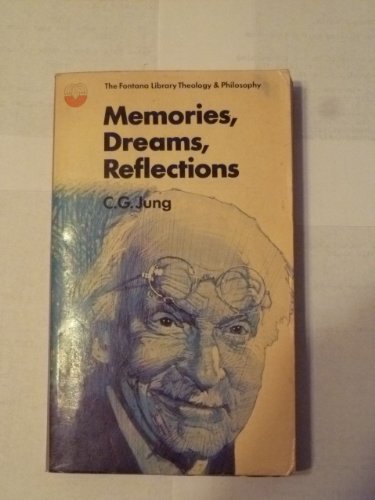 The Fontana Library Theology & Philosophy
Memories,
Dreams,
Reflections
C.G. Jung